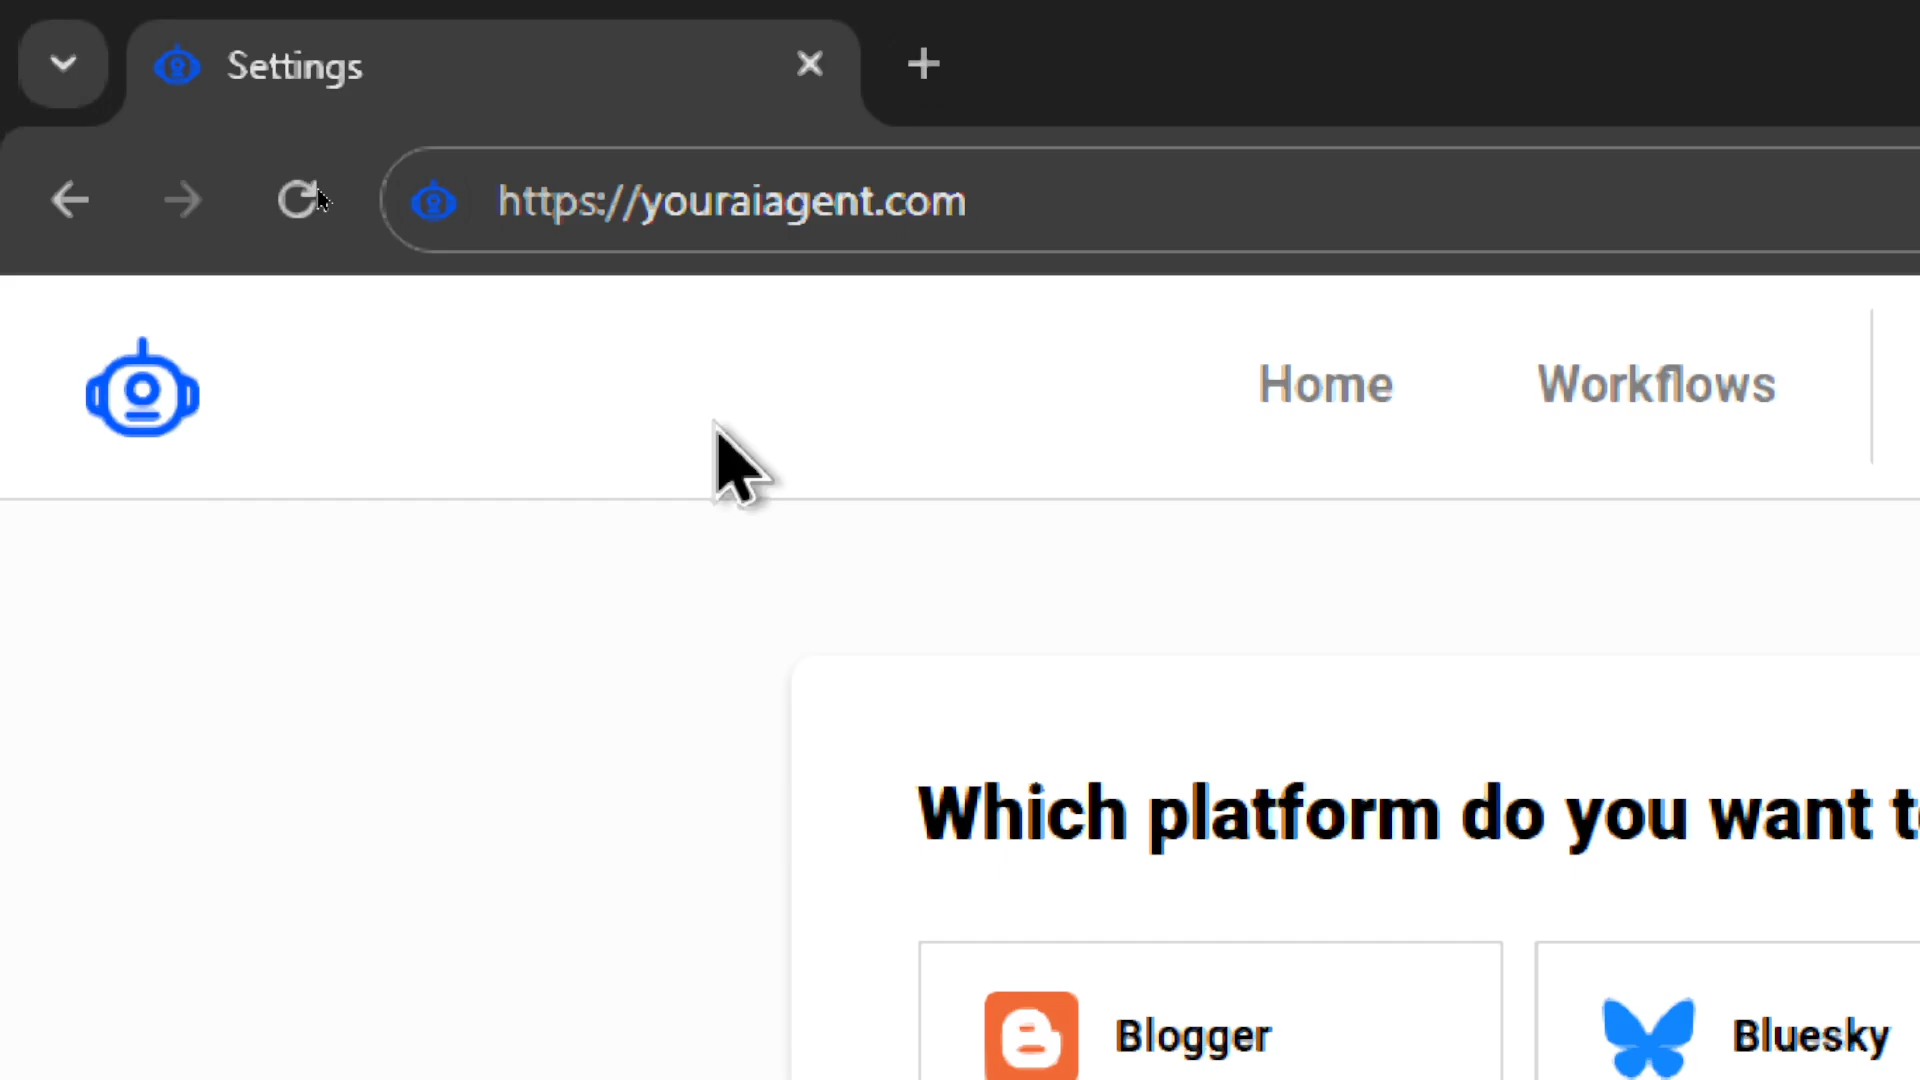 Settings
https://youraiagent.com
Home Workflows
Which platform do you want
Blogger Bluesky